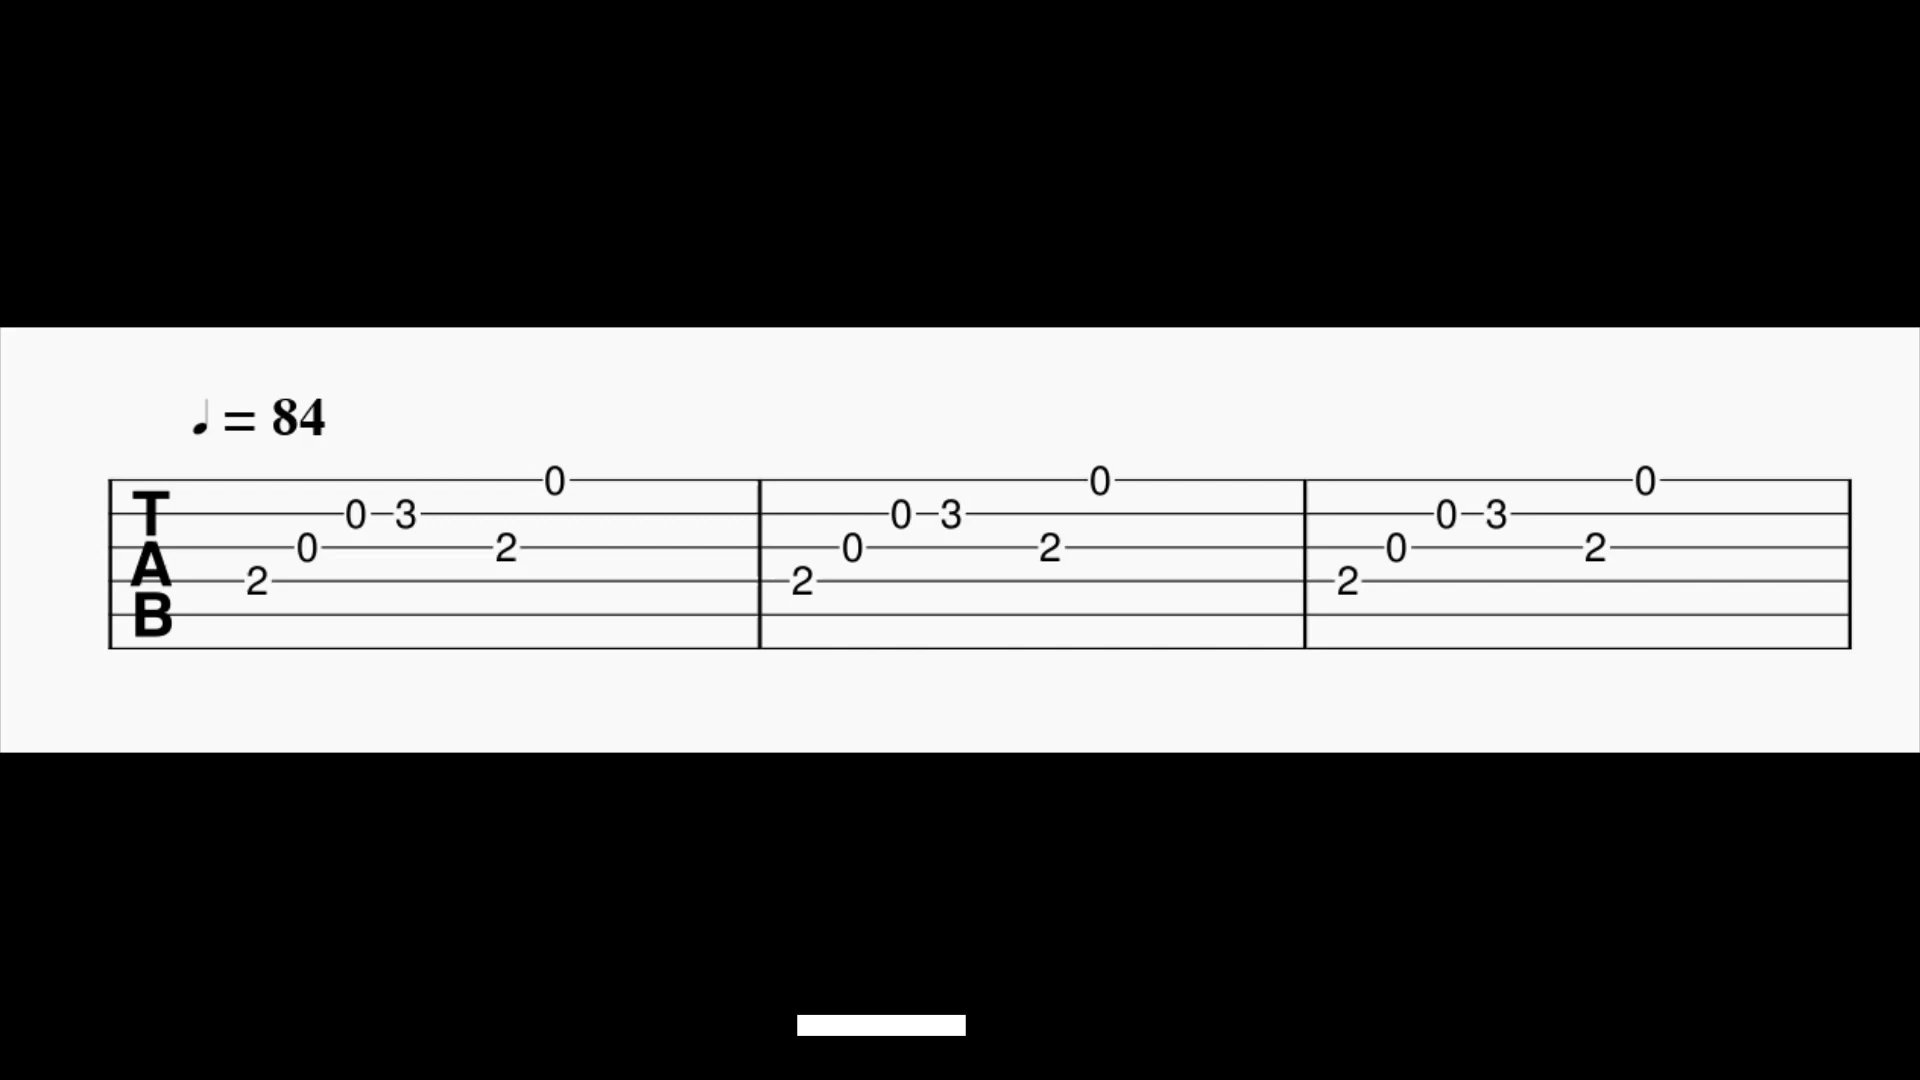 ♩ = 84
0 0 0
T 0 3 0 3 0 3
A 0 2 0 2 0 2
2 2 2
B